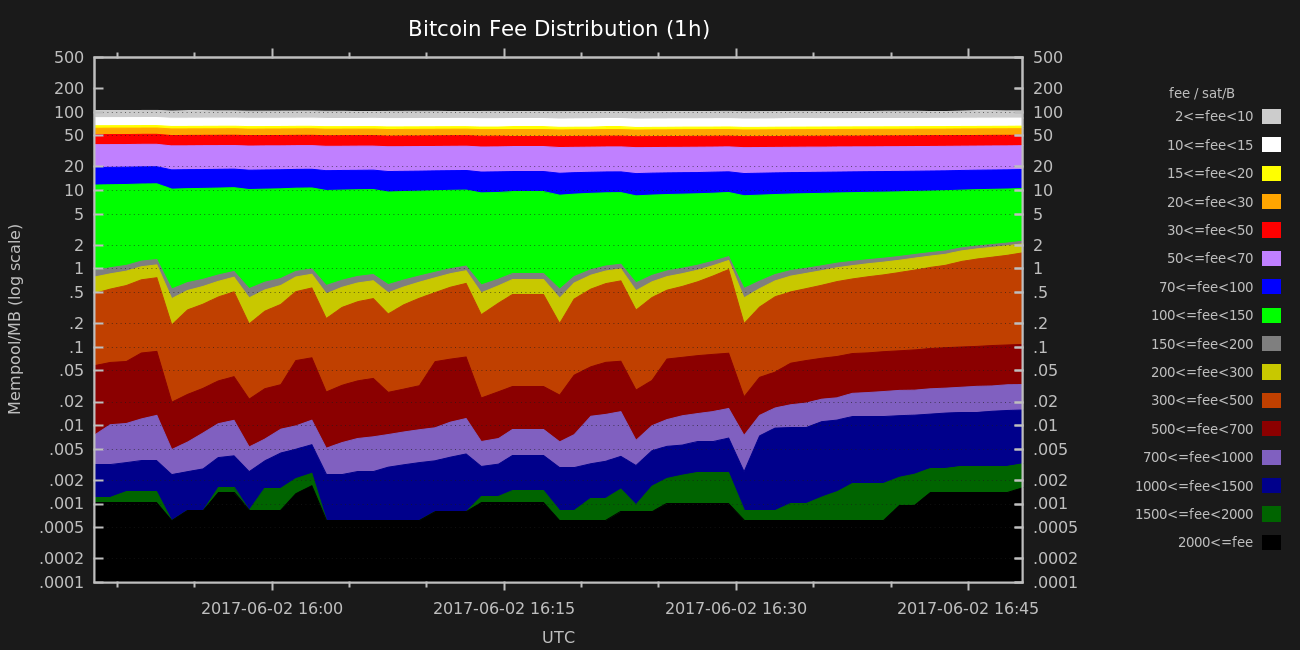 Bitcoin Fee Distribution (1h)
500
200
100
50
20
10
5
2
1
.5
.2
.1
.05
.02
.01
.005
.002
.001
.0005
.0002
.0001
Mempool/MB (log scale)
500
200
100
50
20
10
5
2
1
.5
.2
.1
.05
.02
.01
.005
.002
.001
.0005
.0002
.0001
2017-06-02 16:00
2017-06-02 16:15
2017-06-02 16:30
2017-06-02 16:45
UTC
fee / sat/B
2<=fee<10
10<=fee<15
15<=fee<20
20<=fee<30
30<=fee<50
50<=fee<70
70<=fee<100
100<=fee<150
150<=fee<200
200<=fee<300
300<=fee<500
500<=fee<700
700<=fee<1000
1000<=fee<1500
1500<=fee<2000
2000<=fee